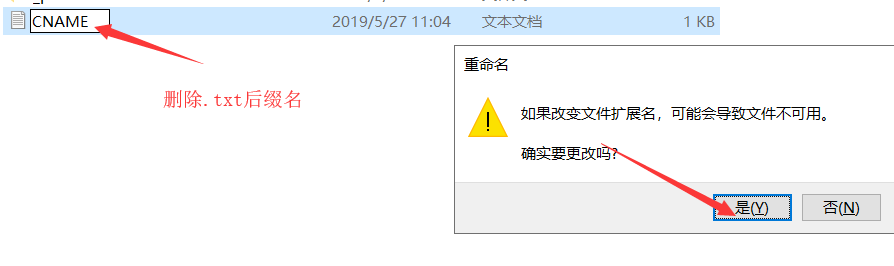 CNAME 2019/5/27 11:04 文本文档 1 KB
删除.txt后缀名
重命名
如果改变文件扩展名，可能会导致文件不可用。
确实要更改吗?
是(Y) 否(N)